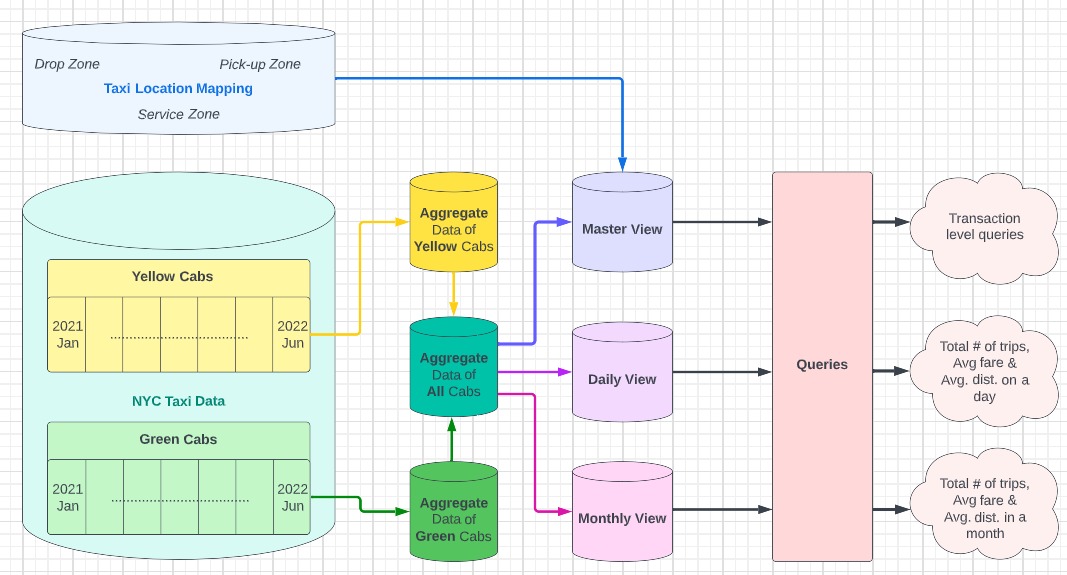 Drop Zone
Pick-up Zone
Taxi Location Mapping
Service Zone
Yellow Cabs
2021
Jan
2022
Jun
NYC Taxi Data
Green Cabs
2021
Jan
2022
Jun
Aggregate
Data of
Yellow Cabs
Aggregate
Data of
All Cabs
Aggregate
Data of
Green Cabs
Master View
Daily View
Monthly View
Queries
Transaction
level queries
Total # of trips,
Avg fare &
Avg. dist. on a
day
Total # of trips,
Avg fare &
Avg. dist. in a
month